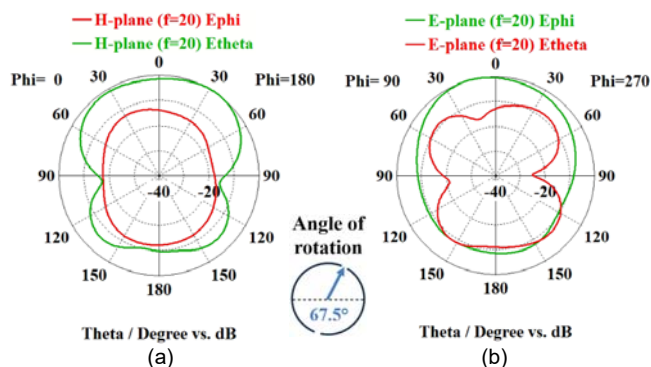 H-plane (f=20) Ephi
H-plane (f=20) Etheta
Phi= 0
30
0
30
Phi=180
60
60
90
-40
-20
90
120
120
150
150
180
Theta / Degree vs. dB
(a)
Angle of
rotation
67.5°
E-plane (f=20) Ephi
E-plane (f=20) Etheta
Phi= 90
30
0
30
Phi=270
60
60
90
-40
-20
90
120
120
150
150
180
Theta / Degree vs. dB
(b)